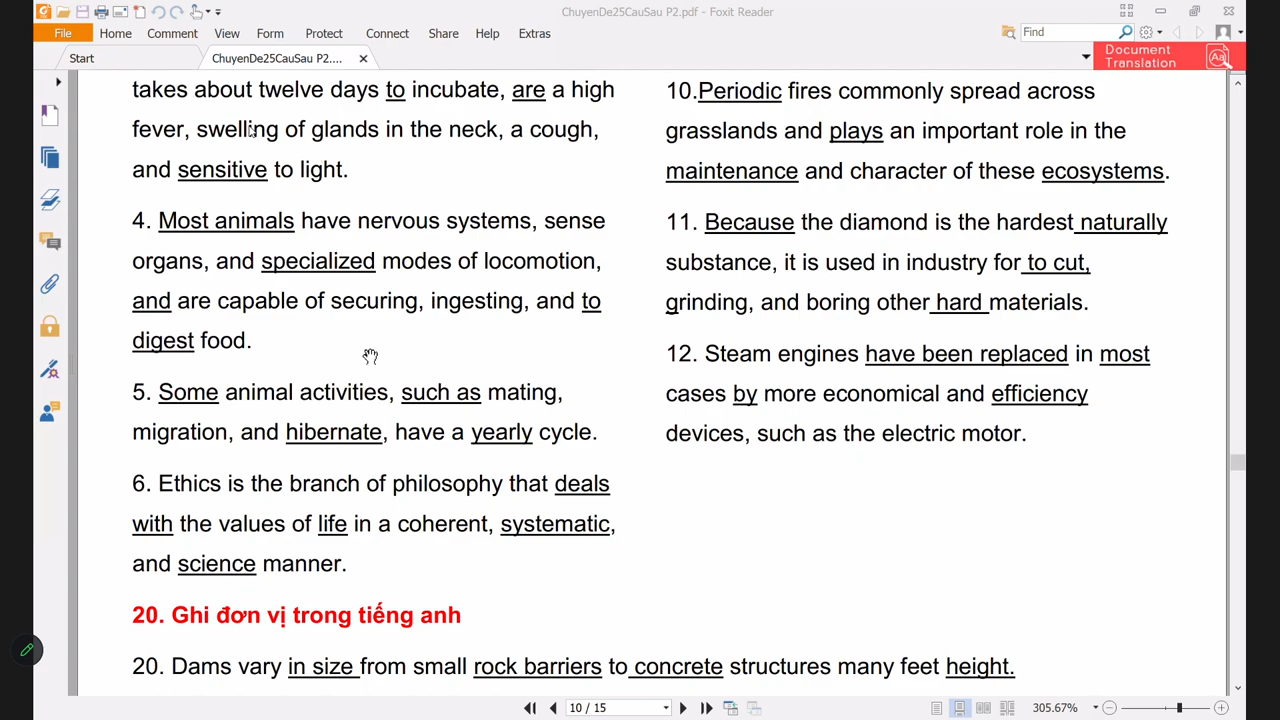 ChuyenDe25CauSau P2.pdf - Foxit Reader
File Home Comment View Form Protect Connect Share Help Extras
Find
Start
ChuyenDe25CauSau P2....
Document
Translation
takes about twelve days to incubate, are a high
fever, swelling of glands in the neck, a cough,
and sensitive to light.
4. Most animals have nervous systems, sense
organs, and specialized modes of locomotion,
and are capable of securing, ingesting, and to
digest food.
5. Some animal activities, such as mating,
migration, and hibernate, have a yearly cycle.
6. Ethics is the branch of philosophy that deals
with the values of life in a coherent, systematic,
and science manner.
10.Periodic fires commonly spread across
grasslands and plays an important role in the
maintenance and character of these ecosystems.
11. Because the diamond is the hardest naturally
substance, it is used in industry for to cut,
grinding, and boring other hard materials.
12. Steam engines have been replaced in most
cases by more economical and efficiency
devices, such as the electric motor.
20. Ghi đơn vị trong tiếng anh
20. Dams vary in size from small rock barriers to concrete structures many feet height.
10 / 15
305.67%